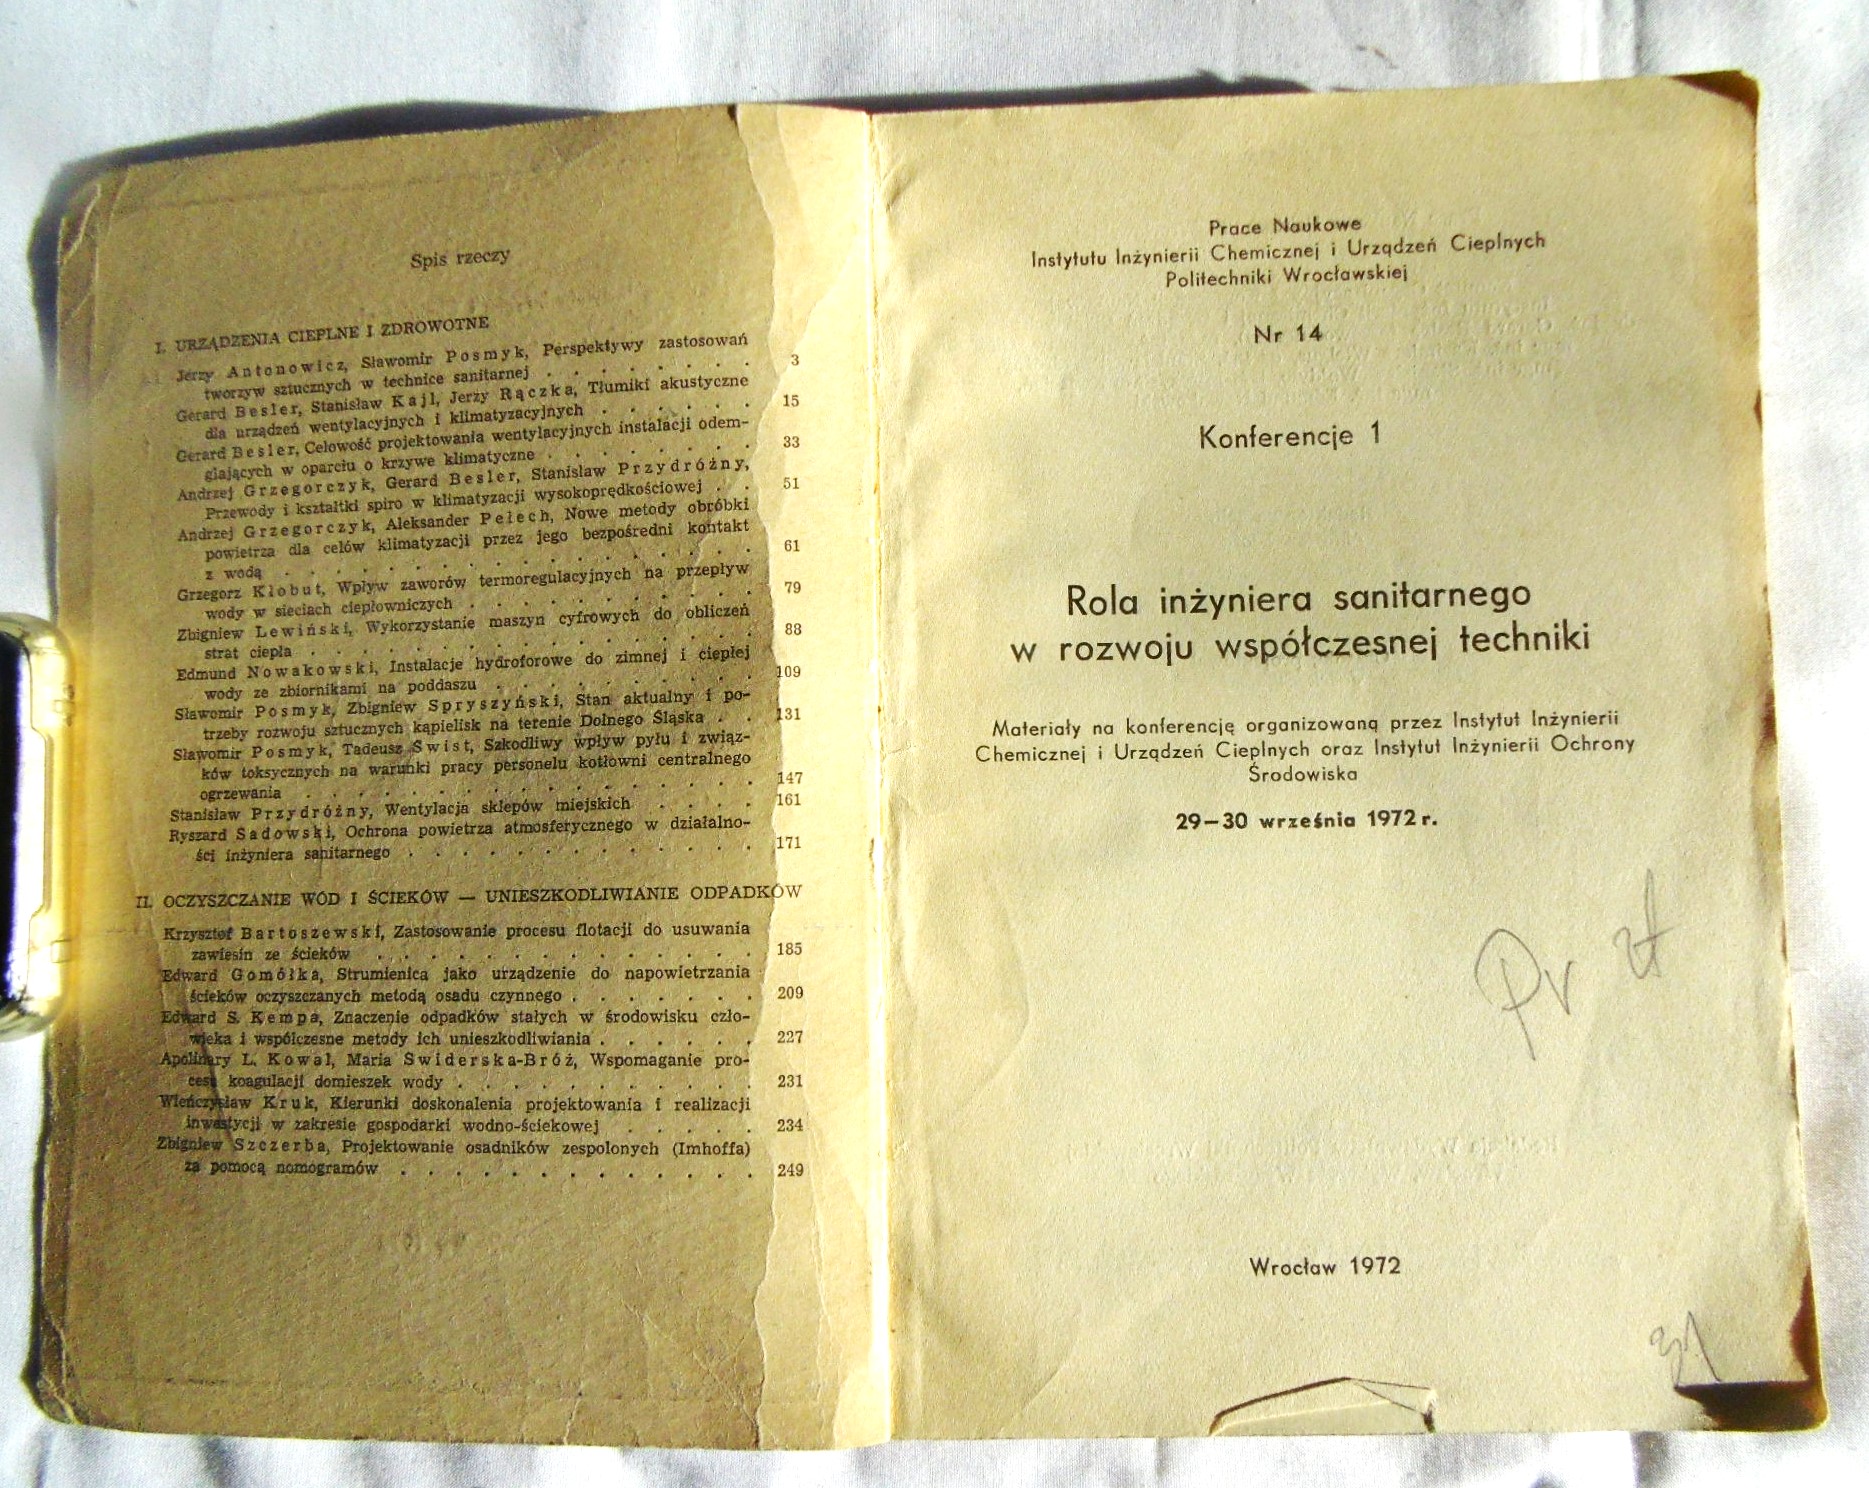 Spis rzeczy
I. URZĄDZENIA CIEPLNE I ZDROWOTNE
Jerzy Antonowicz, Sławomir Posmyk, Perspektywy zastosowań
tworzyw sztucznych w technice sanitarnej . . . . . . . . 3
Gerard Besler, Stanisław Kajl, Jerzy Rączka, Tłumiki akustyczne
dla urządzeń wentylacyjnych i klimatyzacyjnych . . . . . . 15
Gerard Besler, Celowość projektowania wentylacyjnych instalacji odem-
glających w oparciu o krzywe klimatyczne . . . . . . . . 33
Andrzej Grzegorczyk, Gerard Besler, Stanisław Przydróżny,
Przewody i kształtki spiro w klimatyzacji wysokoprędkościowej . . 51
Andrzej Grzegorczyk, Aleksander Pełech, Nowe metody obróbki
powietrza dla celów klimatyzacji przez jego bezpośredni kontakt
z wodą . . . . . . . . . . . . . . . . . 61
Grzegorz Kłobut, Wpływ zaworów termoregulacyjnych na przepływ
wody w sieciach ciepłowniczych . . . . . . . . . . . 79
Zbigniew Lewiński, Wykorzystanie maszyn cyfrowych do obliczeń
strat ciepła . . . . . . . . . . . . . . . . 88
Edmund Nowakowski, Instalacje hydroforowe do zimnej i ciepłej
wody ze zbiornikami na poddaszu . . . . . . . . . . 109
Sławomir Posmyk, Zbigniew Spryszyński, Stan aktualny i po-
trzeby rozwoju sztucznych kąpielisk na terenie Dolnego Śląska . . 131
Sławomir Posmyk, Tadeusz Swist, Szkodliwy wpływ pyłu i związ-
ków toksycznych na warunki pracy personelu kotłowni centralnego
ogrzewania . . . . . . . . . . . . . . . . 147
Stanisław Przydróżny, Wentylacja sklepów miejskich . . . . 161
Ryszard Sadowski, Ochrona powietrza atmosferycznego w działalno-
ści inżyniera sanitarnego . . . . . . . . . . . . . 171
II. OCZYSZCZANIE WÓD I ŚCIEKÓW — UNIESZKODLIWIANIE ODPADKÓW
Krzysztof Bartoszewski, Zastosowanie procesu flotacji do usuwania
zawiesin ze ścieków . . . . . . . . . . . . . . 185
Edward Gomółka, Strumienica jako urządzenie do napowietrzania
ścieków oczyszczanych metodą osadu czynnego . . . . . . . 209
Edward S. Kempa, Znaczenie odpadków stałych w środowisku czło-
wieka i współczesne metody ich unieszkodliwiania . . . . . . 227
Apolinary L. Kowal, Maria Swiderska-Bróż, Wspomaganie pro-
cesu koagulacji domieszek wody . . . . . . . . . . . 231
Wieńczysław Kruk, Kierunki doskonalenia projektowania i realizacji
inwestycji w zakresie gospodarki wodno-ściekowej . . . . . 234
Zbigniew Szczerba, Projektowanie osadników zespolonych (Imhoffa)
za pomocą nomogramów . . . . . . . . . . . . . 249
Prace Naukowe
Instytutu Inżynierii Chemicznej i Urządzeń Cieplnych
Politechniki Wrocławskiej
Nr 14
Konferencje 1
Rola inżyniera sanitarnego
w rozwoju współczesnej techniki
Materiały na konferencję organizowaną przez Instytut Inżynierii
Chemicznej i Urządzeń Cieplnych oraz Instytut Inżynierii Ochrony
Środowiska
29–30 września 1972 r.
Pr zł
Wrocław 1972